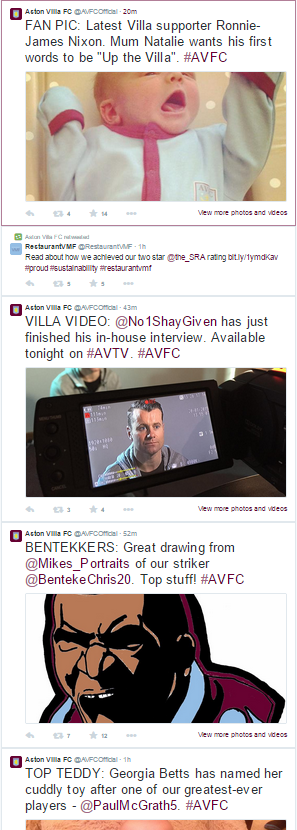 Aston Villa FC @AVFCOfficial · 20m
FAN PIC: Latest Villa supporter Ronnie-
James Nixon. Mum Natalie wants his first
words to be "Up the Villa". #AVFC
4 14 View more photos and videos
Aston Villa FC retweeted
RestaurantVMF @RestaurantVMF · 1h
Read about how we achieved our two star @the_SRA rating bit.ly/1ymdKav
#proud #sustainability #restaurantvmf
5 5
Aston Villa FC @AVFCOfficial · 43m
VILLA VIDEO: @No1ShayGiven has just
finished his in-house interview. Available
tonight on #AVTV. #AVFC
3 4 View more photos and videos
Aston Villa FC @AVFCOfficial · 52m
BENTEKKERS: Great drawing from
@Mikes_Portraits of our striker
@BentekeChris20. Top stuff! #AVFC
7 12 View more photos and videos
Aston Villa FC @AVFCOfficial · 1h
TOP TEDDY: Georgia Betts has named her
cuddly toy after one of our greatest-ever
players - @PaulMcGrath5. #AVFC